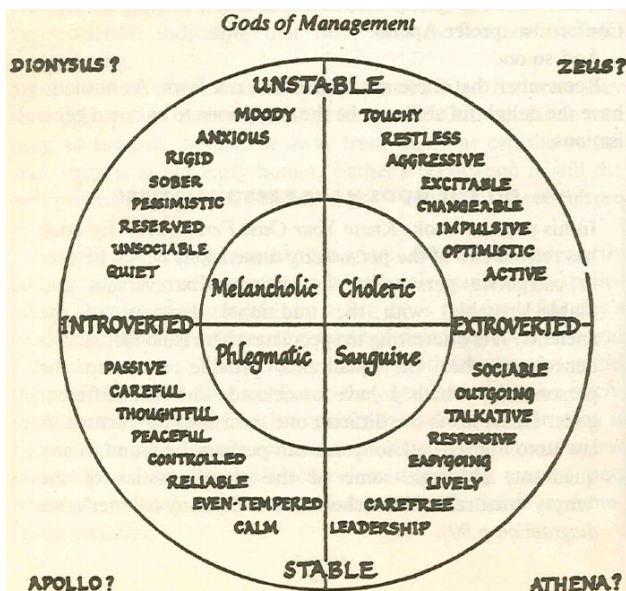 Gods of Management
DIONYSUS?
ZEUS?
UNSTABLE
MOODY
ANXIOUS
RIGID
SOBER
PESSIMISTIC
RESERVED
UNSOCIABLE
QUIET
TOUCHY
RESTLESS
AGGRESSIVE
EXCITABLE
CHANGEABLE
IMPULSIVE
OPTIMISTIC
ACTIVE
Melancholic
Choleric
INTROVERTED
EXTROVERTED
Phlegmatic
Sanguine
PASSIVE
CAREFUL
THOUGHTFUL
PEACEFUL
CONTROLLED
RELIABLE
EVEN-TEMPERED
CALM
SOCIABLE
OUTGOING
TALKATIVE
RESPONSIVE
EASYGOING
LIVELY
CAREFREE
LEADERSHIP
STABLE
APOLLO?
ATHENA?